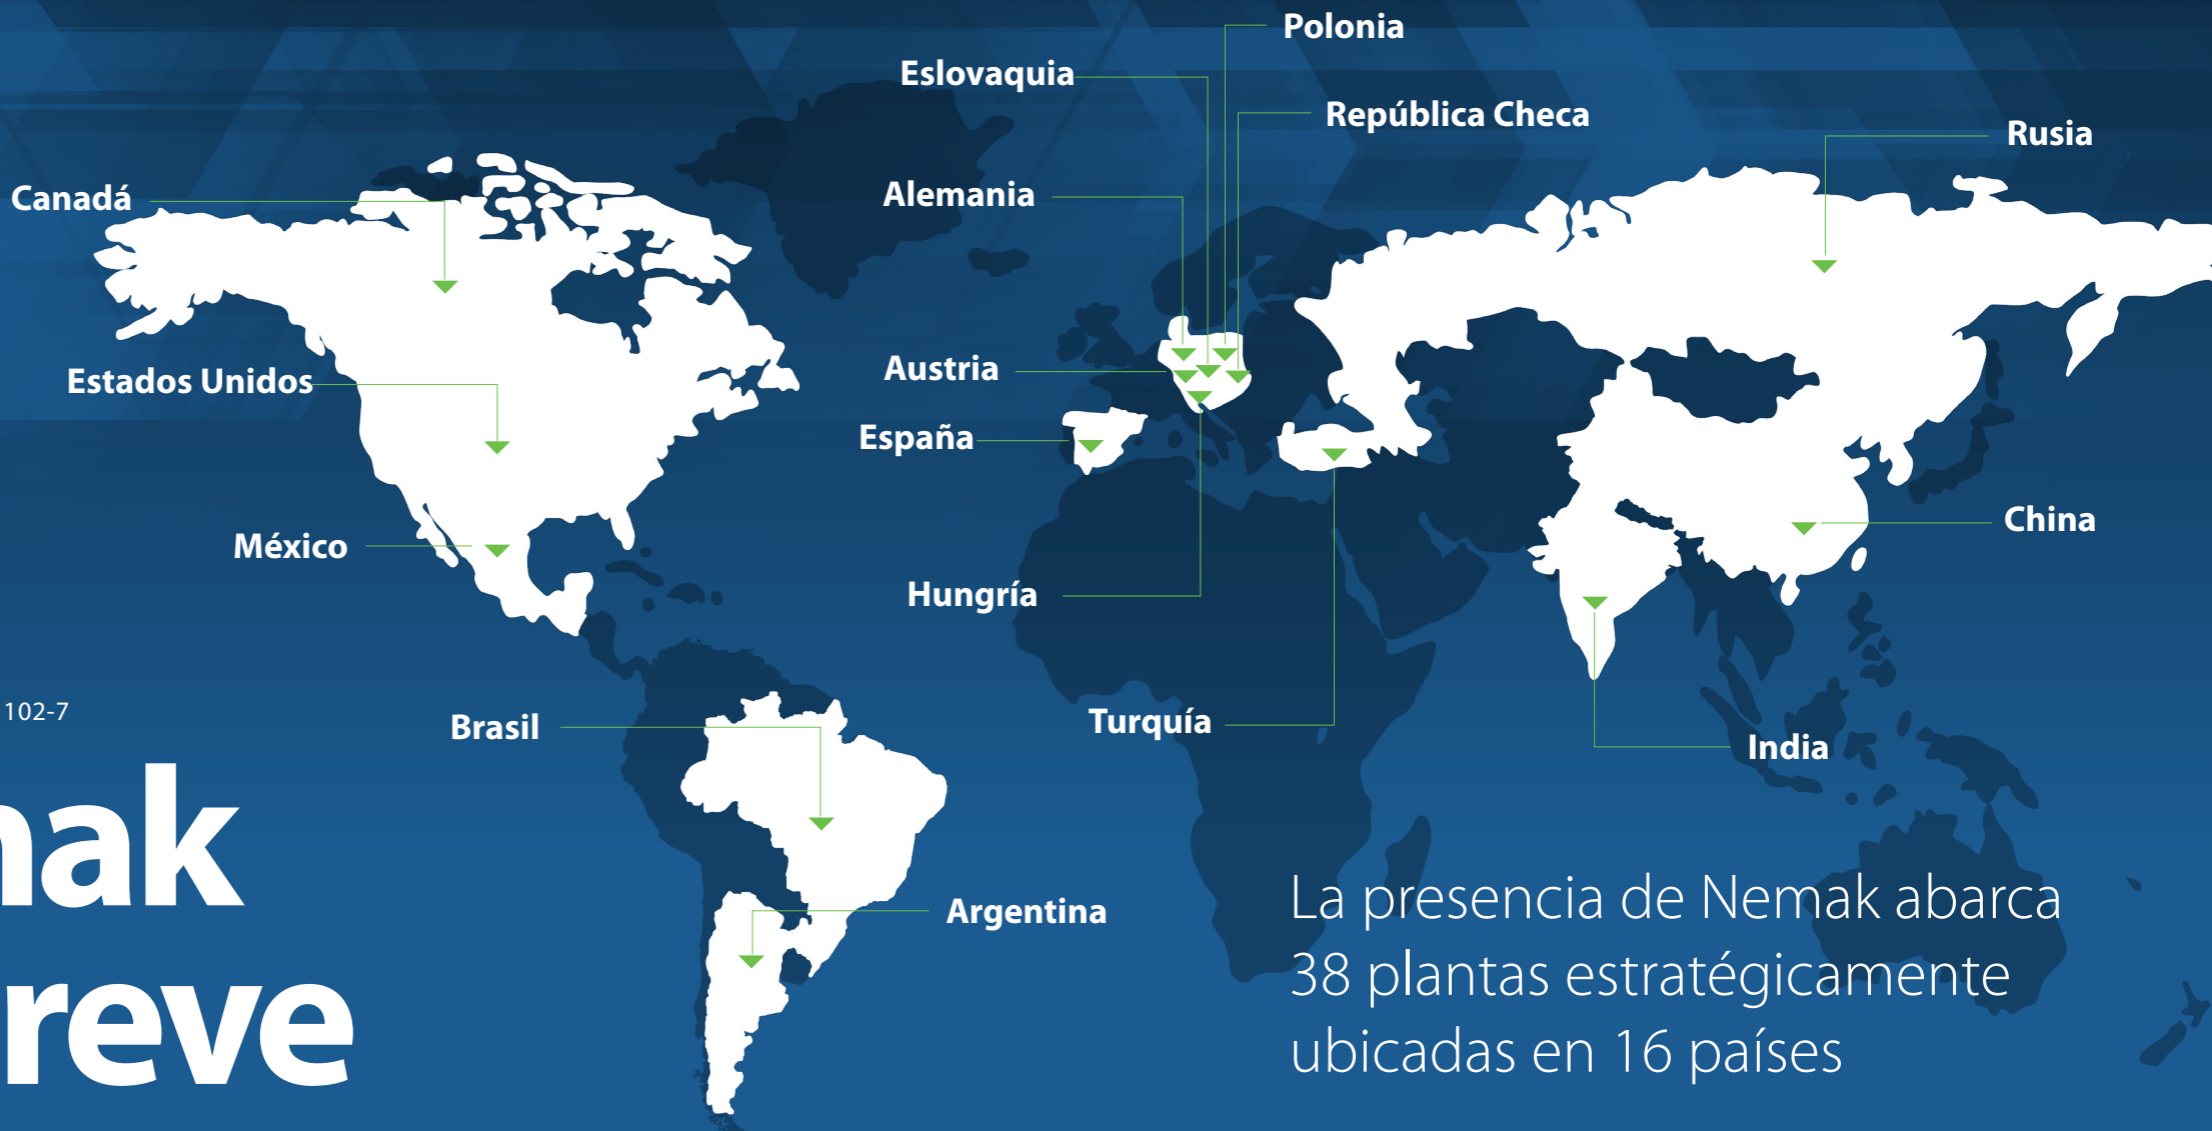 Polonia
Eslovaquia
República Checa
Rusia
Canadá
Alemania
Estados Unidos
Austria
España
China
México
Hungría
102-7
Brasil
Turquía
India
nak
reve
Argentina
La presencia de Nemak abarca
38 plantas estratégicamente
ubicadas en 16 países